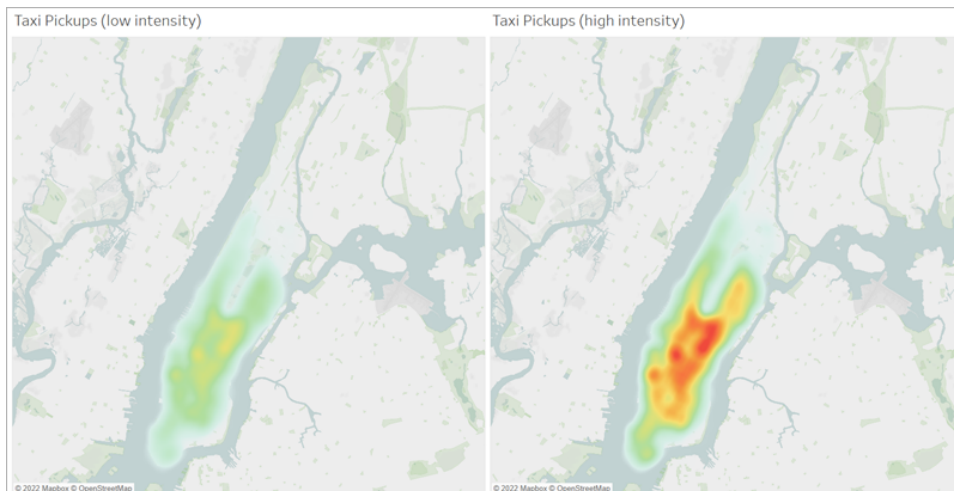 Taxi Pickups (low intensity)
Taxi Pickups (high intensity)
© 2022 Mapbox © OpenStreetMap
© 2022 Mapbox © OpenStreetMap